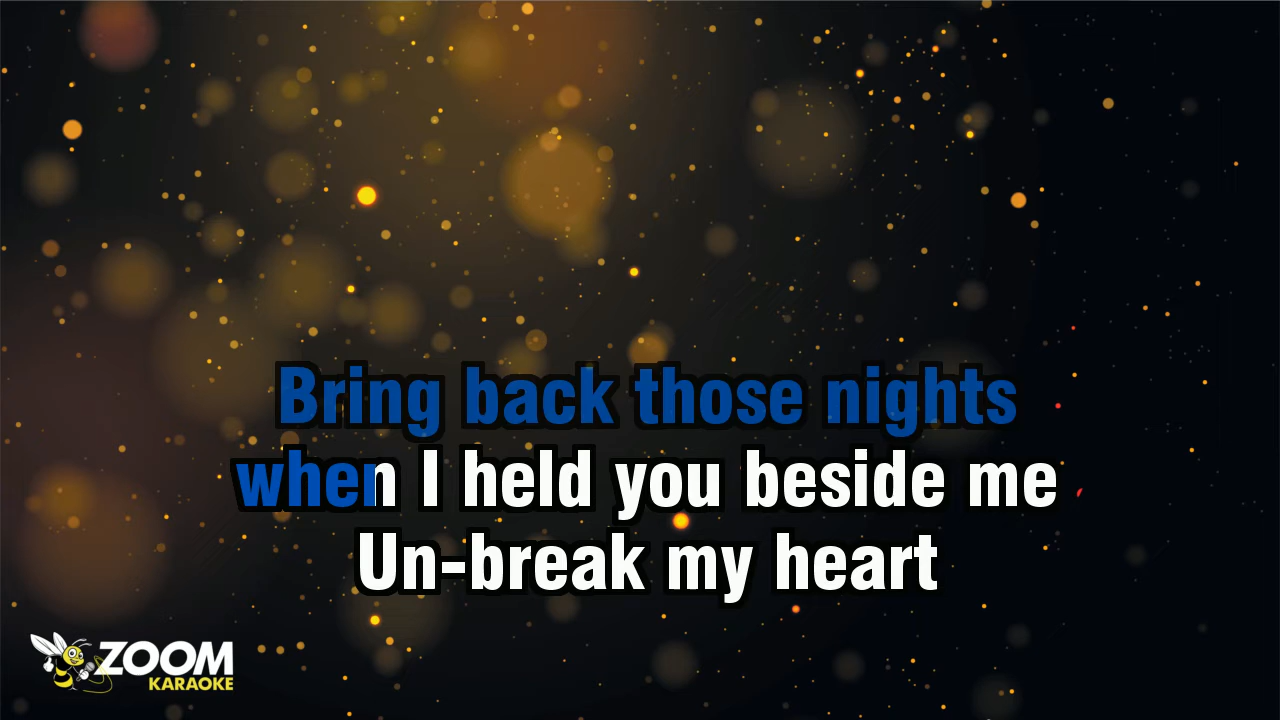 Bring back those nights
when I held you beside me
Un-break my heart
ZOOM
KARAOKE